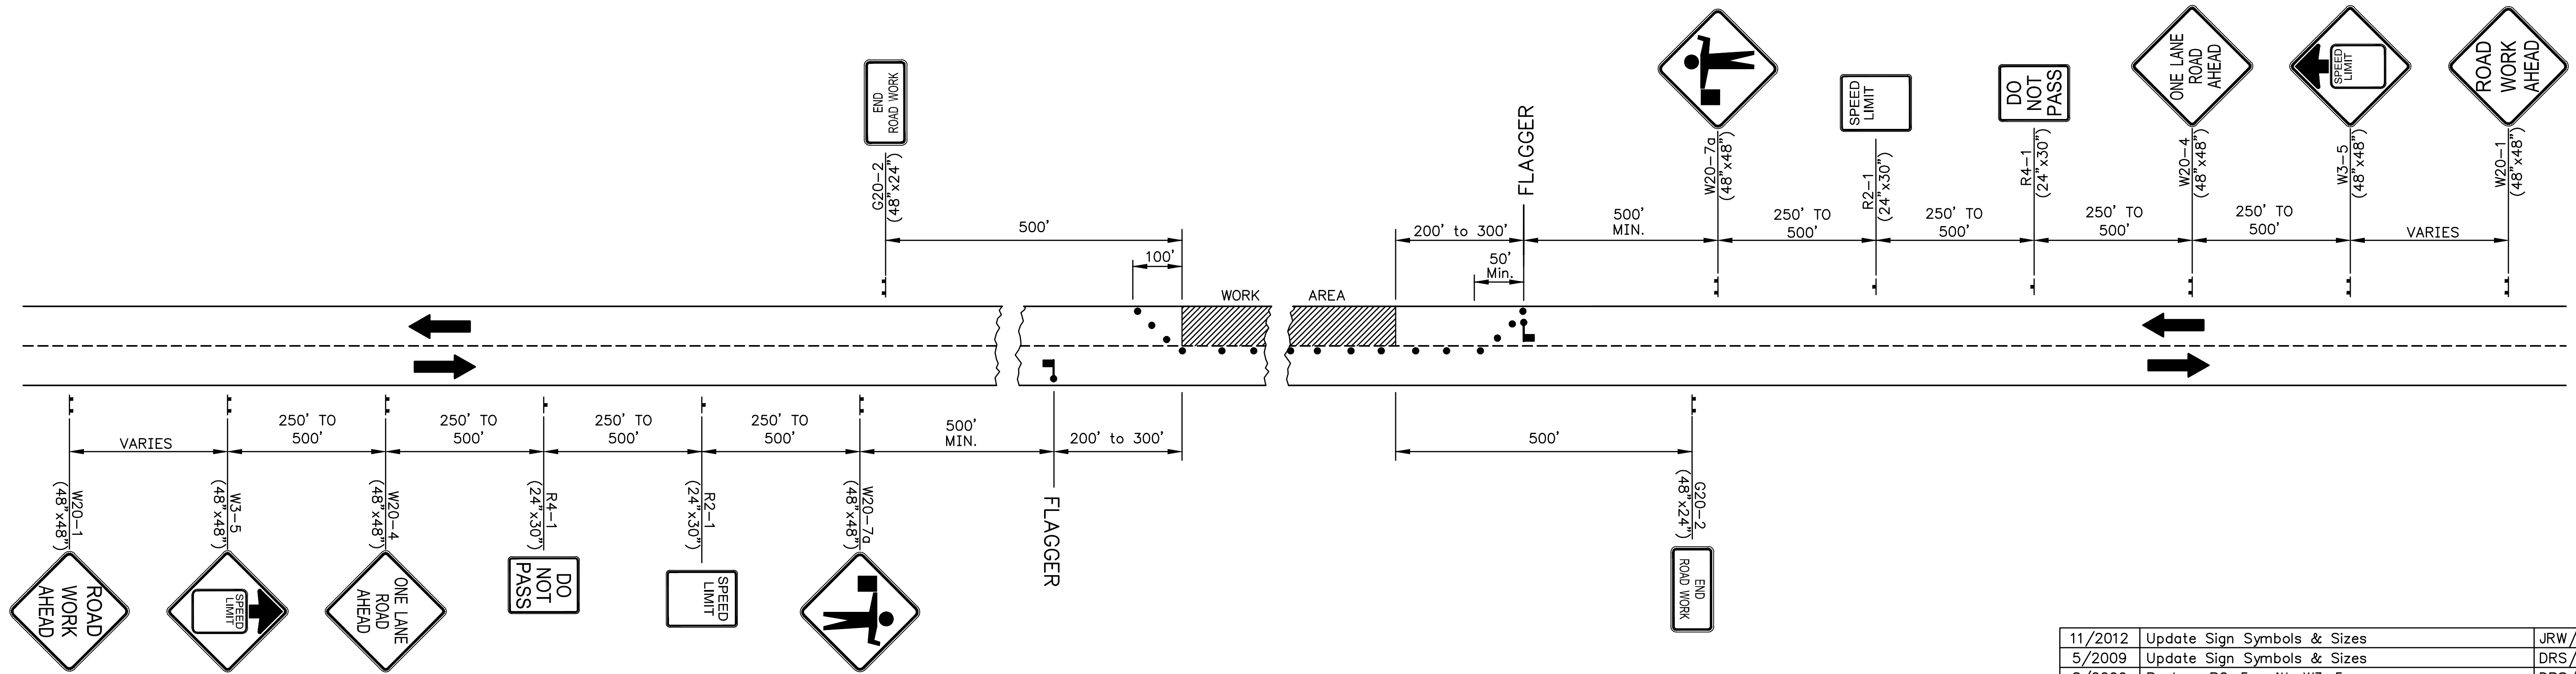 END
ROAD WORK
G20-2
(48"x24")
500'
100'
WORK
AREA
200' to 300'
50'
Min.
FLAGGER
500'
MIN.
W20-7a
(48"x48")
250' TO
500'
SPEED
LIMIT
R2-1
(24"x30")
250' TO
500'
DO
NOT
PASS
R4-1
(24"x30")
250' TO
500'
ONE LANE
ROAD
AHEAD
W20-4
(48"x48")
250' TO
500'
SPEED
LIMIT
W3-5
(48"x48")
VARIES
ROAD
WORK
AHEAD
W20-1
(48"x48")
VARIES
250' TO
500'
250' TO
500'
250' TO
500'
250' TO
500'
500'
MIN.
200' to 300'
500'
W20-1
(48"x48")
ROAD
WORK
AHEAD
W3-5
(48"x48")
SPEED
LIMIT
W20-4
(48"x48")
ONE LANE
ROAD
AHEAD
R4-1
(24"x30")
DO
NOT
PASS
R2-1
(24"x30")
SPEED
LIMIT
W20-7a
(48"x48")
FLAGGER
G20-2
(48"x24")
END
ROAD WORK
11/2012 Update Sign Symbols & Sizes JRW/
5/2009 Update Sign Symbols & Sizes DRS/